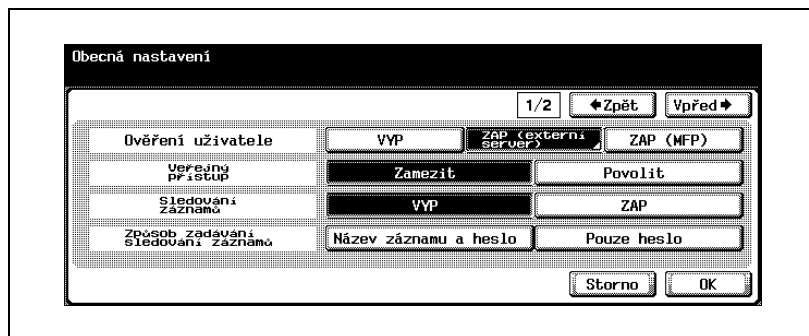 Obecná nastavení
1/2 Zpět Vpřed
Ověření uživatele VYP ZAP (externí server) ZAP (MFP)
Veřejný přístup Zamezit Povolit
Sledování záznamů VYP ZAP
Způsob zadávání sledování záznamů Název záznamu a heslo Pouze heslo
Storno OK